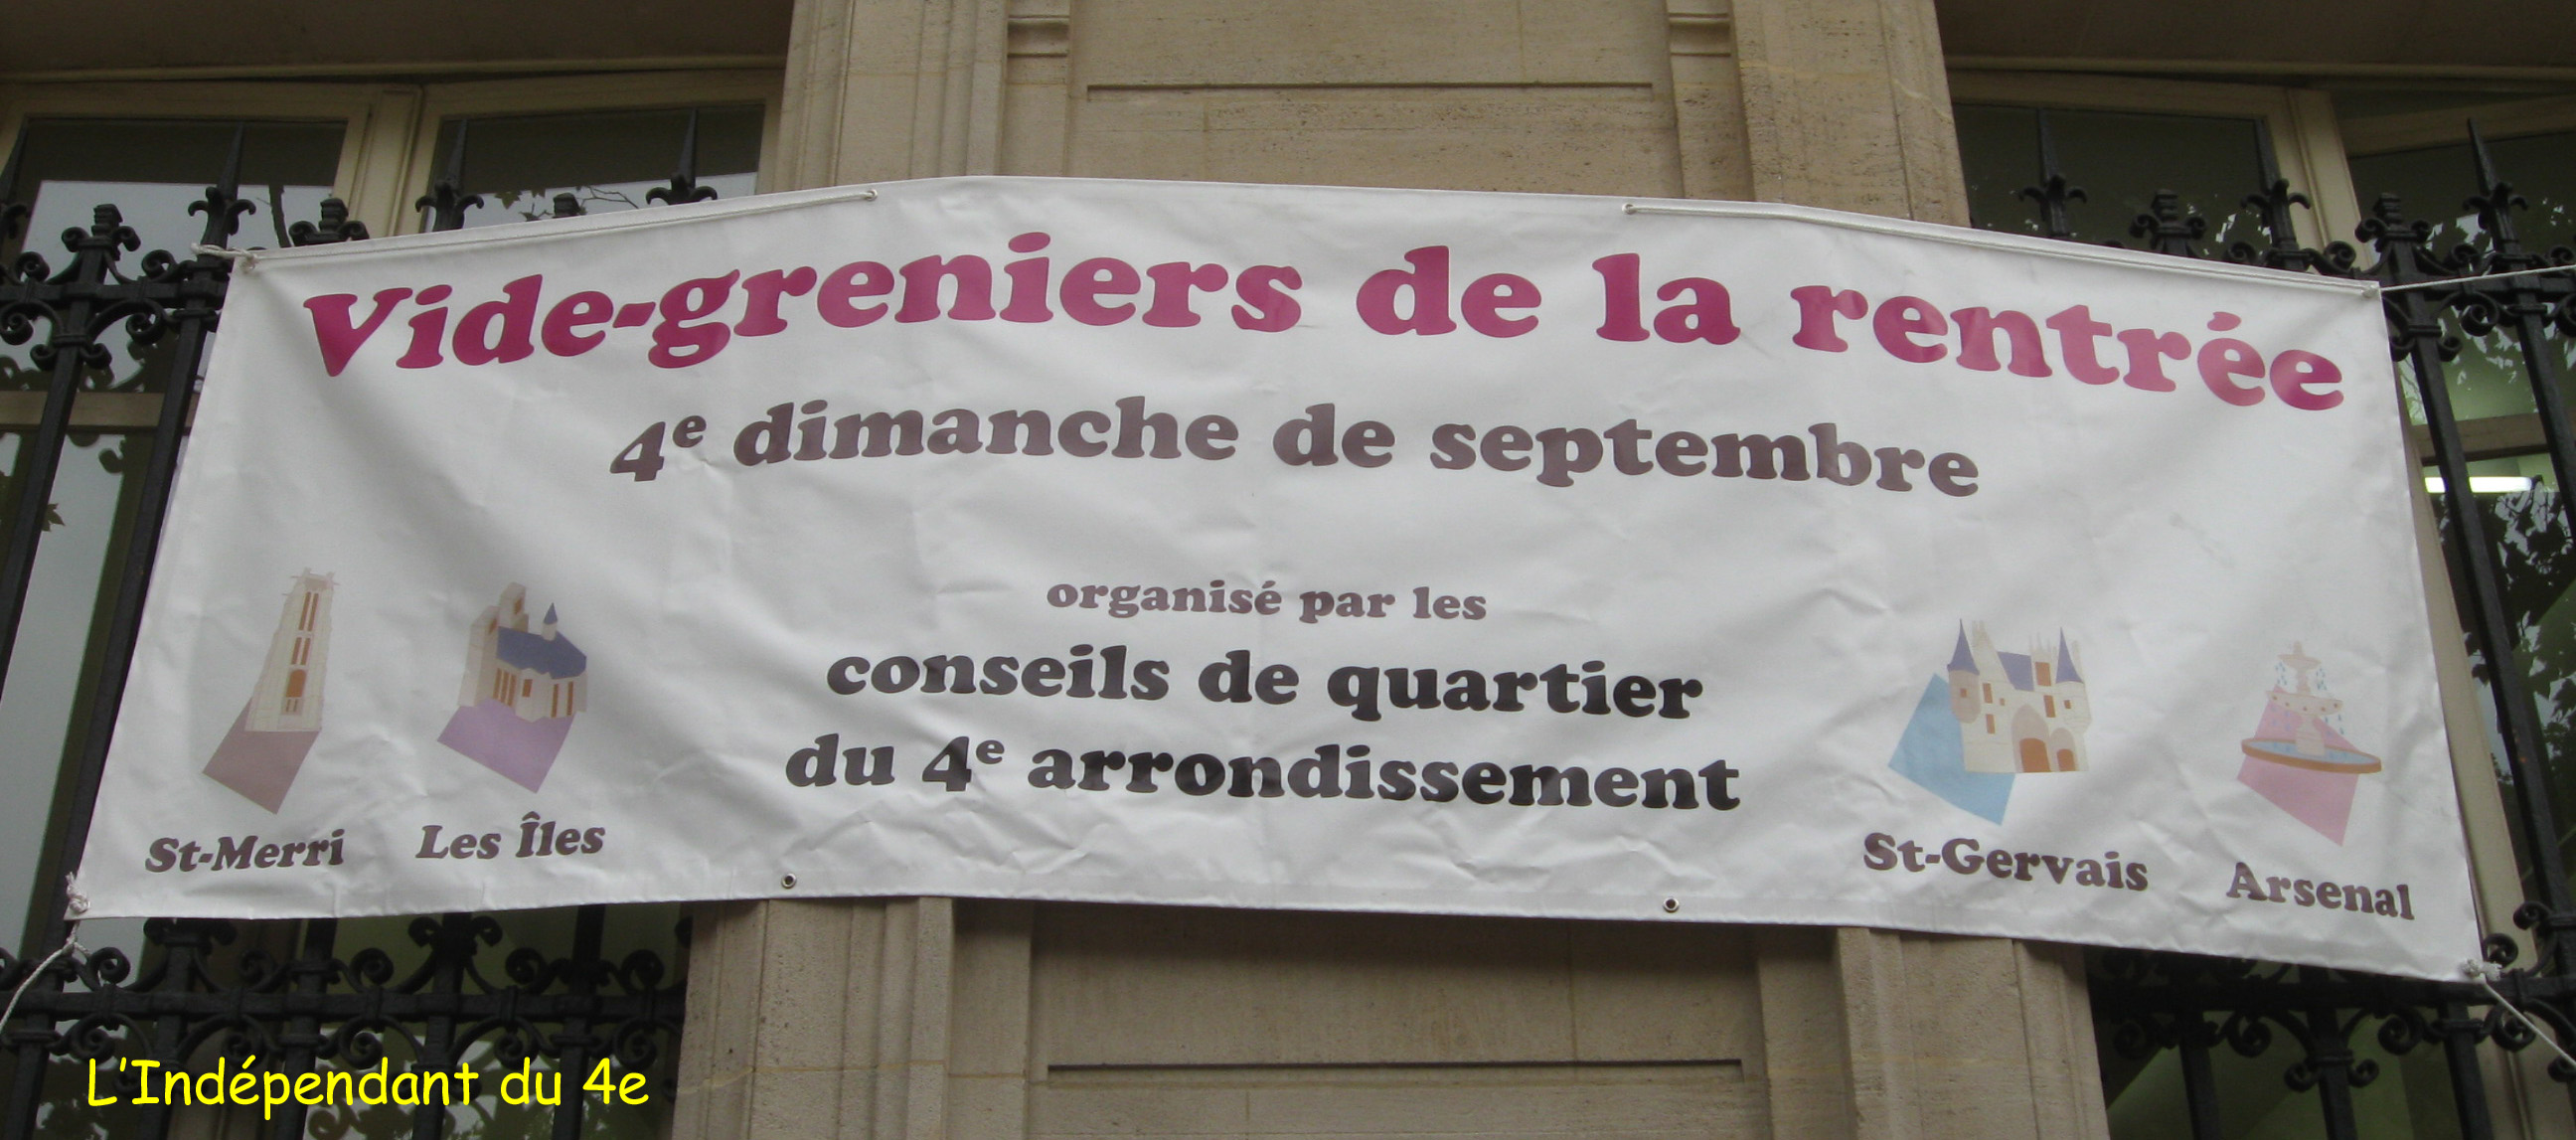 Vide-greniers de la rentrée
4e dimanche de septembre
organisé par les
conseils de quartier
du 4e arrondissement
St-Merri
Les Îles
St-Gervais
Arsenal
L'Indépendant du 4e